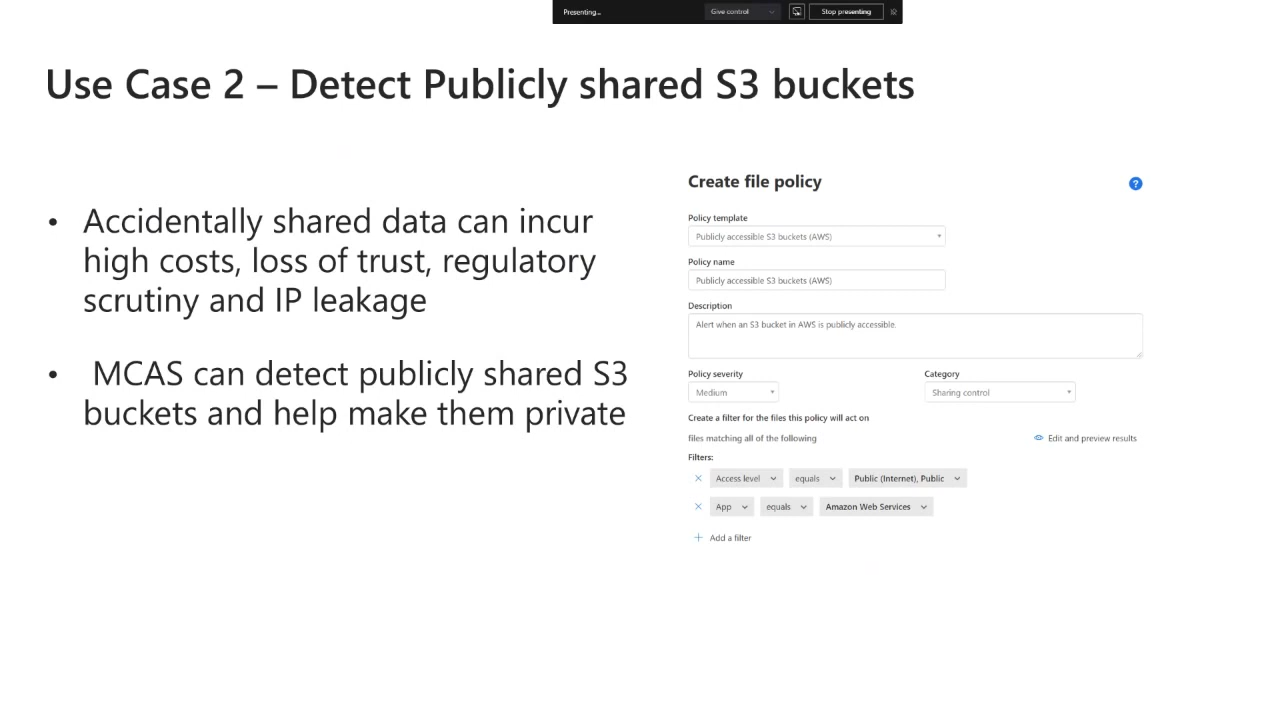 Presenting...
Give control
Stop presenting
Use Case 2 – Detect Publicly shared S3 buckets
• Accidentally shared data can incur
high costs, loss of trust, regulatory
scrutiny and IP leakage
• MCAS can detect publicly shared S3
buckets and help make them private
Create file policy
?
Policy template
Publicly accessible S3 buckets (AWS)
Policy name
Publicly accessible S3 buckets (AWS)
Description
Alert when an S3 bucket in AWS is publicly accessible.
Policy severity
Category
Medium
Sharing control
Create a filter for the files this policy will act on
files matching all of the following
Edit and preview results
Filters:
Access level equals Public (Internet), Public
App equals Amazon Web Services
Add a filter